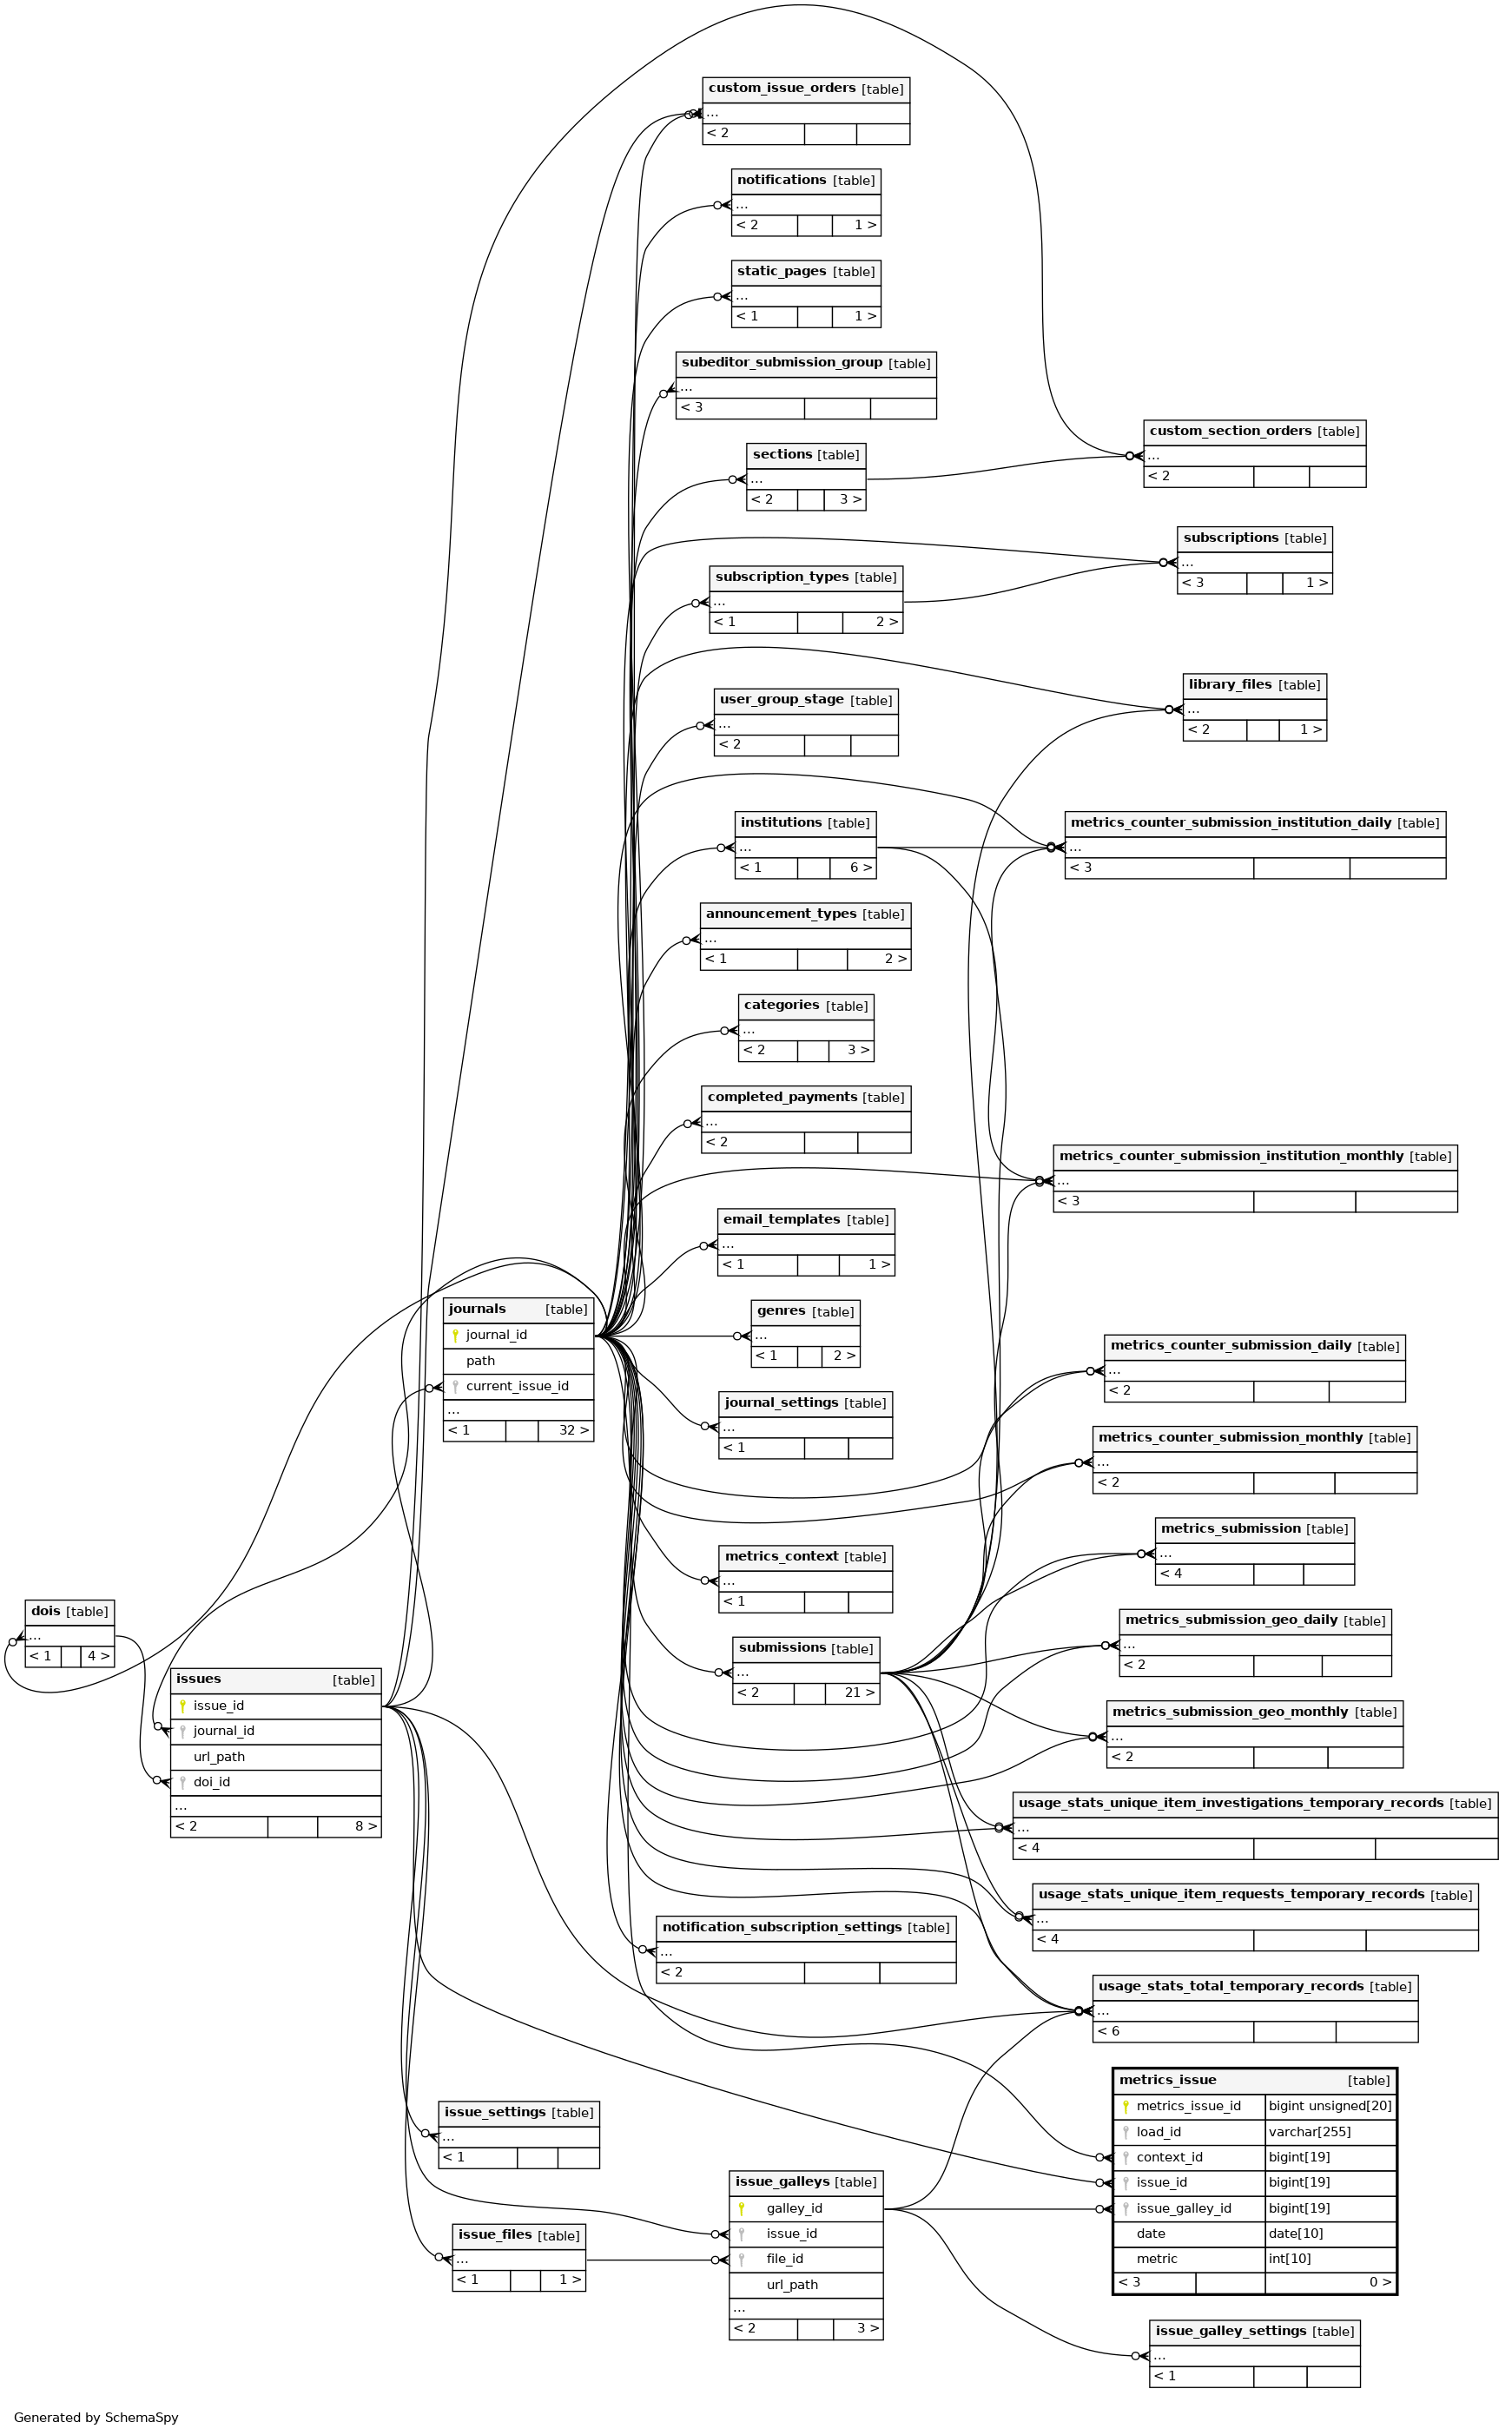 custom_issue_orders [table]
...
< 2
notifications [table]
...
< 2 1 >
static_pages [table]
...
< 1 1 >
subeditor_submission_group [table]
...
< 3
sections [table]
...
< 2 3 >
custom_section_orders [table]
...
< 2
subscriptions [table]
...
< 3 1 >
subscription_types [table]
...
< 1 2 >
library_files [table]
...
< 2 1 >
user_group_stage [table]
...
< 2
institutions [table]
...
< 1 6 >
metrics_counter_submission_institution_daily [table]
...
< 3
announcement_types [table]
...
< 1 2 >
categories [table]
...
< 2 3 >
completed_payments [table]
...
< 2
metrics_counter_submission_institution_monthly [table]
...
< 3
email_templates [table]
...
< 1 1 >
journals [table]
journal_id
path
current_issue_id
...
< 1 32 >
genres [table]
...
< 1 2 >
journal_settings [table]
...
< 1
metrics_counter_submission_daily [table]
...
< 2
metrics_counter_submission_monthly [table]
...
< 2
metrics_submission [table]
...
< 4
metrics_context [table]
...
< 1
dois [table]
...
< 1 4 >
metrics_submission_geo_daily [table]
...
< 2
submissions [table]
...
< 2 21 >
issues [table]
issue_id
journal_id
url_path
doi_id
...
< 2 8 >
metrics_submission_geo_monthly [table]
...
< 2
usage_stats_unique_item_investigations_temporary_records [table]
...
< 4
usage_stats_unique_item_requests_temporary_records [table]
...
< 4
notification_subscription_settings [table]
...
< 2
usage_stats_total_temporary_records [table]
...
< 6
metrics_issue [table]
metrics_issue_id bigint unsigned[20]
load_id varchar[255]
context_id bigint[19]
issue_id bigint[19]
issue_galley_id bigint[19]
date date[10]
metric int[10]
< 3 0 >
issue_settings [table]
...
< 1
issue_galleys [table]
galley_id
issue_id
file_id
url_path
...
< 2 3 >
issue_files [table]
...
< 1 1 >
issue_galley_settings [table]
...
< 1
Generated by SchemaSpy